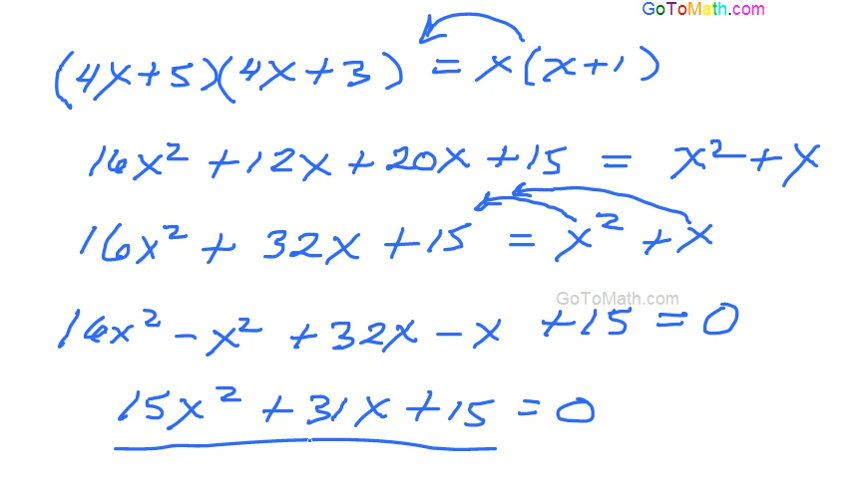 GoToMath.com
(4x+5)(4x+3) = x(x+1)
16x² + 12x + 20x + 15 = x² + x
16x² + 32x + 15 = x² + x
GoToMath.com
16x² - x² + 32x - x + 15 = 0
15x² + 31x + 15 = 0